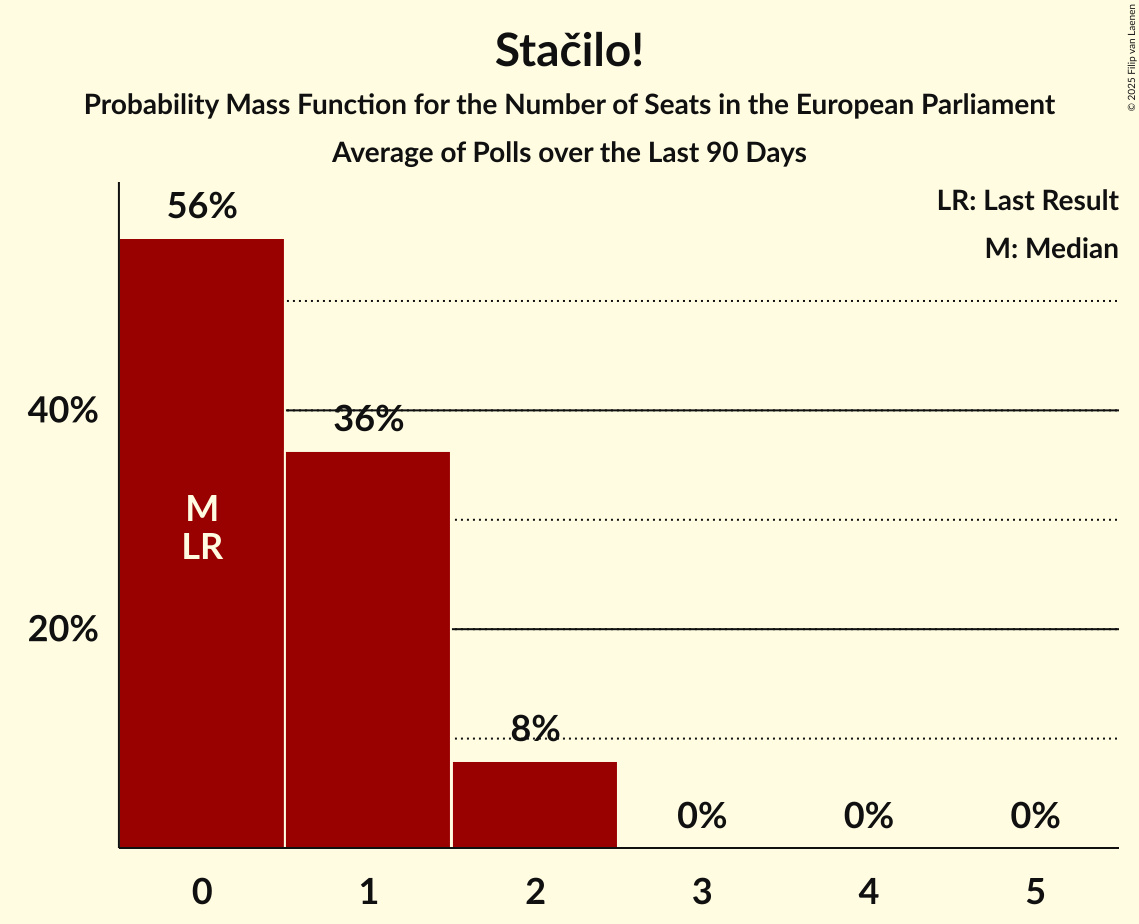 Stačilo!
Probability Mass Function for the Number of Seats in the European Parliament
Average of Polls over the Last 90 Days
© 2025 Filip van Laenen
LR: Last Result
M: Median
56%
36%
8%
0%
0%
0%
M
LR
40%
20%
0
1
2
3
4
5